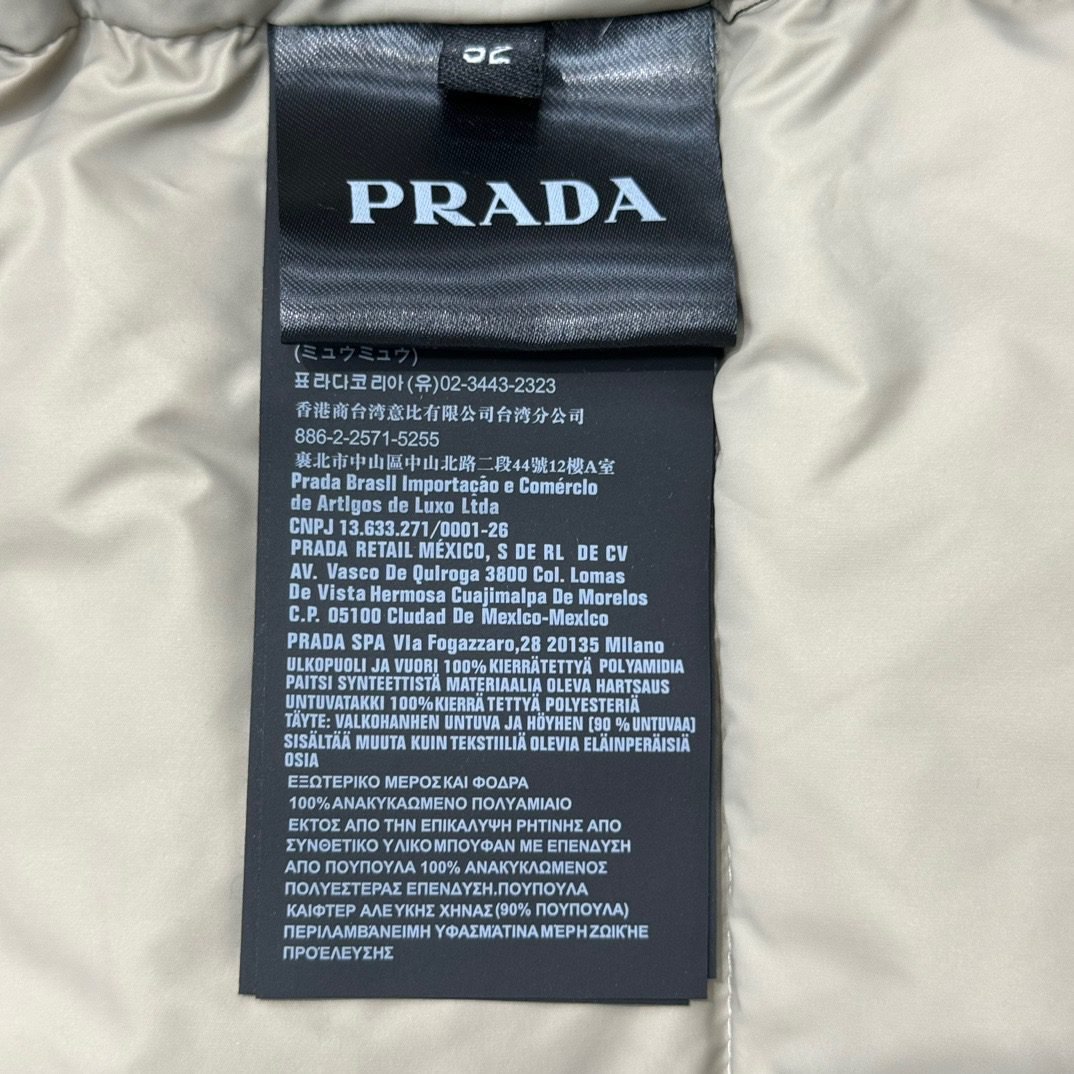 PRADA
(ミュウミュウ)
표라다코리아(유)02-3443-2323
香港商台湾意比有限公司台湾分公司
886-2-2571-5255
裏北市中山區中山北路二段44號12樓A室
Prada Brasil Importação e Comércio
de Artigos de Luxo Ltda
CNPJ 13.633.271/0001-26
PRADA RETAIL MÉXICO, S DE RL DE CV
AV. Vasco De Quiroga 3800 Col. Lomas
De Vista Hermosa Cuajimalpa De Morelos
C.P. 05100 Ciudad De Mexico-Mexico
PRADA SPA Via Fogazzaro,28 20135 Milano
ULKOPUOLI JA VUORI 100% KIERRÄTETTYÄ POLYAMIDIA
PAITSI SYNTEETTISTÄ MATERIAALIA OLEVA HARTSAUS
UNTUVATAKKI 100%KIERRÄTETTYÄ POLYESTERIÄ
TÄYTE: VALKOHANHEN UNTUVA JA HÖYHEN (90 % UNTUVAA)
SISÄLTÄÄ MUUTA KUIN TEKSTIILIÄ OLEVIA ELÄINPERÄISIÄ
OSIA
ΕΞΩΤΕΡΙΚΟ ΜΕΡΟΣ ΚΑΙ ΦΟΔΡΑ
100% ΑΝΑΚΥΚΑΩΜΕΝΟ ΠΟΛΥΑΜΙΑΙΟ
ΕΚΤΟΣ ΑΠΟ ΤΗΝ ΕΠΙΚΑΛΥΨΗ ΡΗΤΙΝΗΣ ΑΠΟ
ΣΥΝΘΕΤΙΚΟ ΥΛΙΚΟ ΜΠΟΥΦΑΝ ΜΕ ΕΠΕΝΔΥΣΗ
ΑΠΟ ΠΟΥΠΟΥΛΑ 100% ΑΝΑΚΥΚΛΩΜΕΝΟΣ
ΠΟΛΥΕΣΤΕΡΑΣ ΕΠΕΝΔΥΣΗ.ΠΟΥΠΟΥΛΑ
ΚΑΙΦΤΕΡ ΑΛΕΥΚΗΣ ΧΗΝΑΣ (90% ΠΟΥΠΟΥΛΑ)
ΠΕΡΙΛΑΜΒΑΝΕΙΜΗ ΥΦΑΣΜΑΤΙΝΑ ΜΈΡΗ ΖΩΙΚΉΕ
ΠΡΟΈΛΕΥΣΗΣ